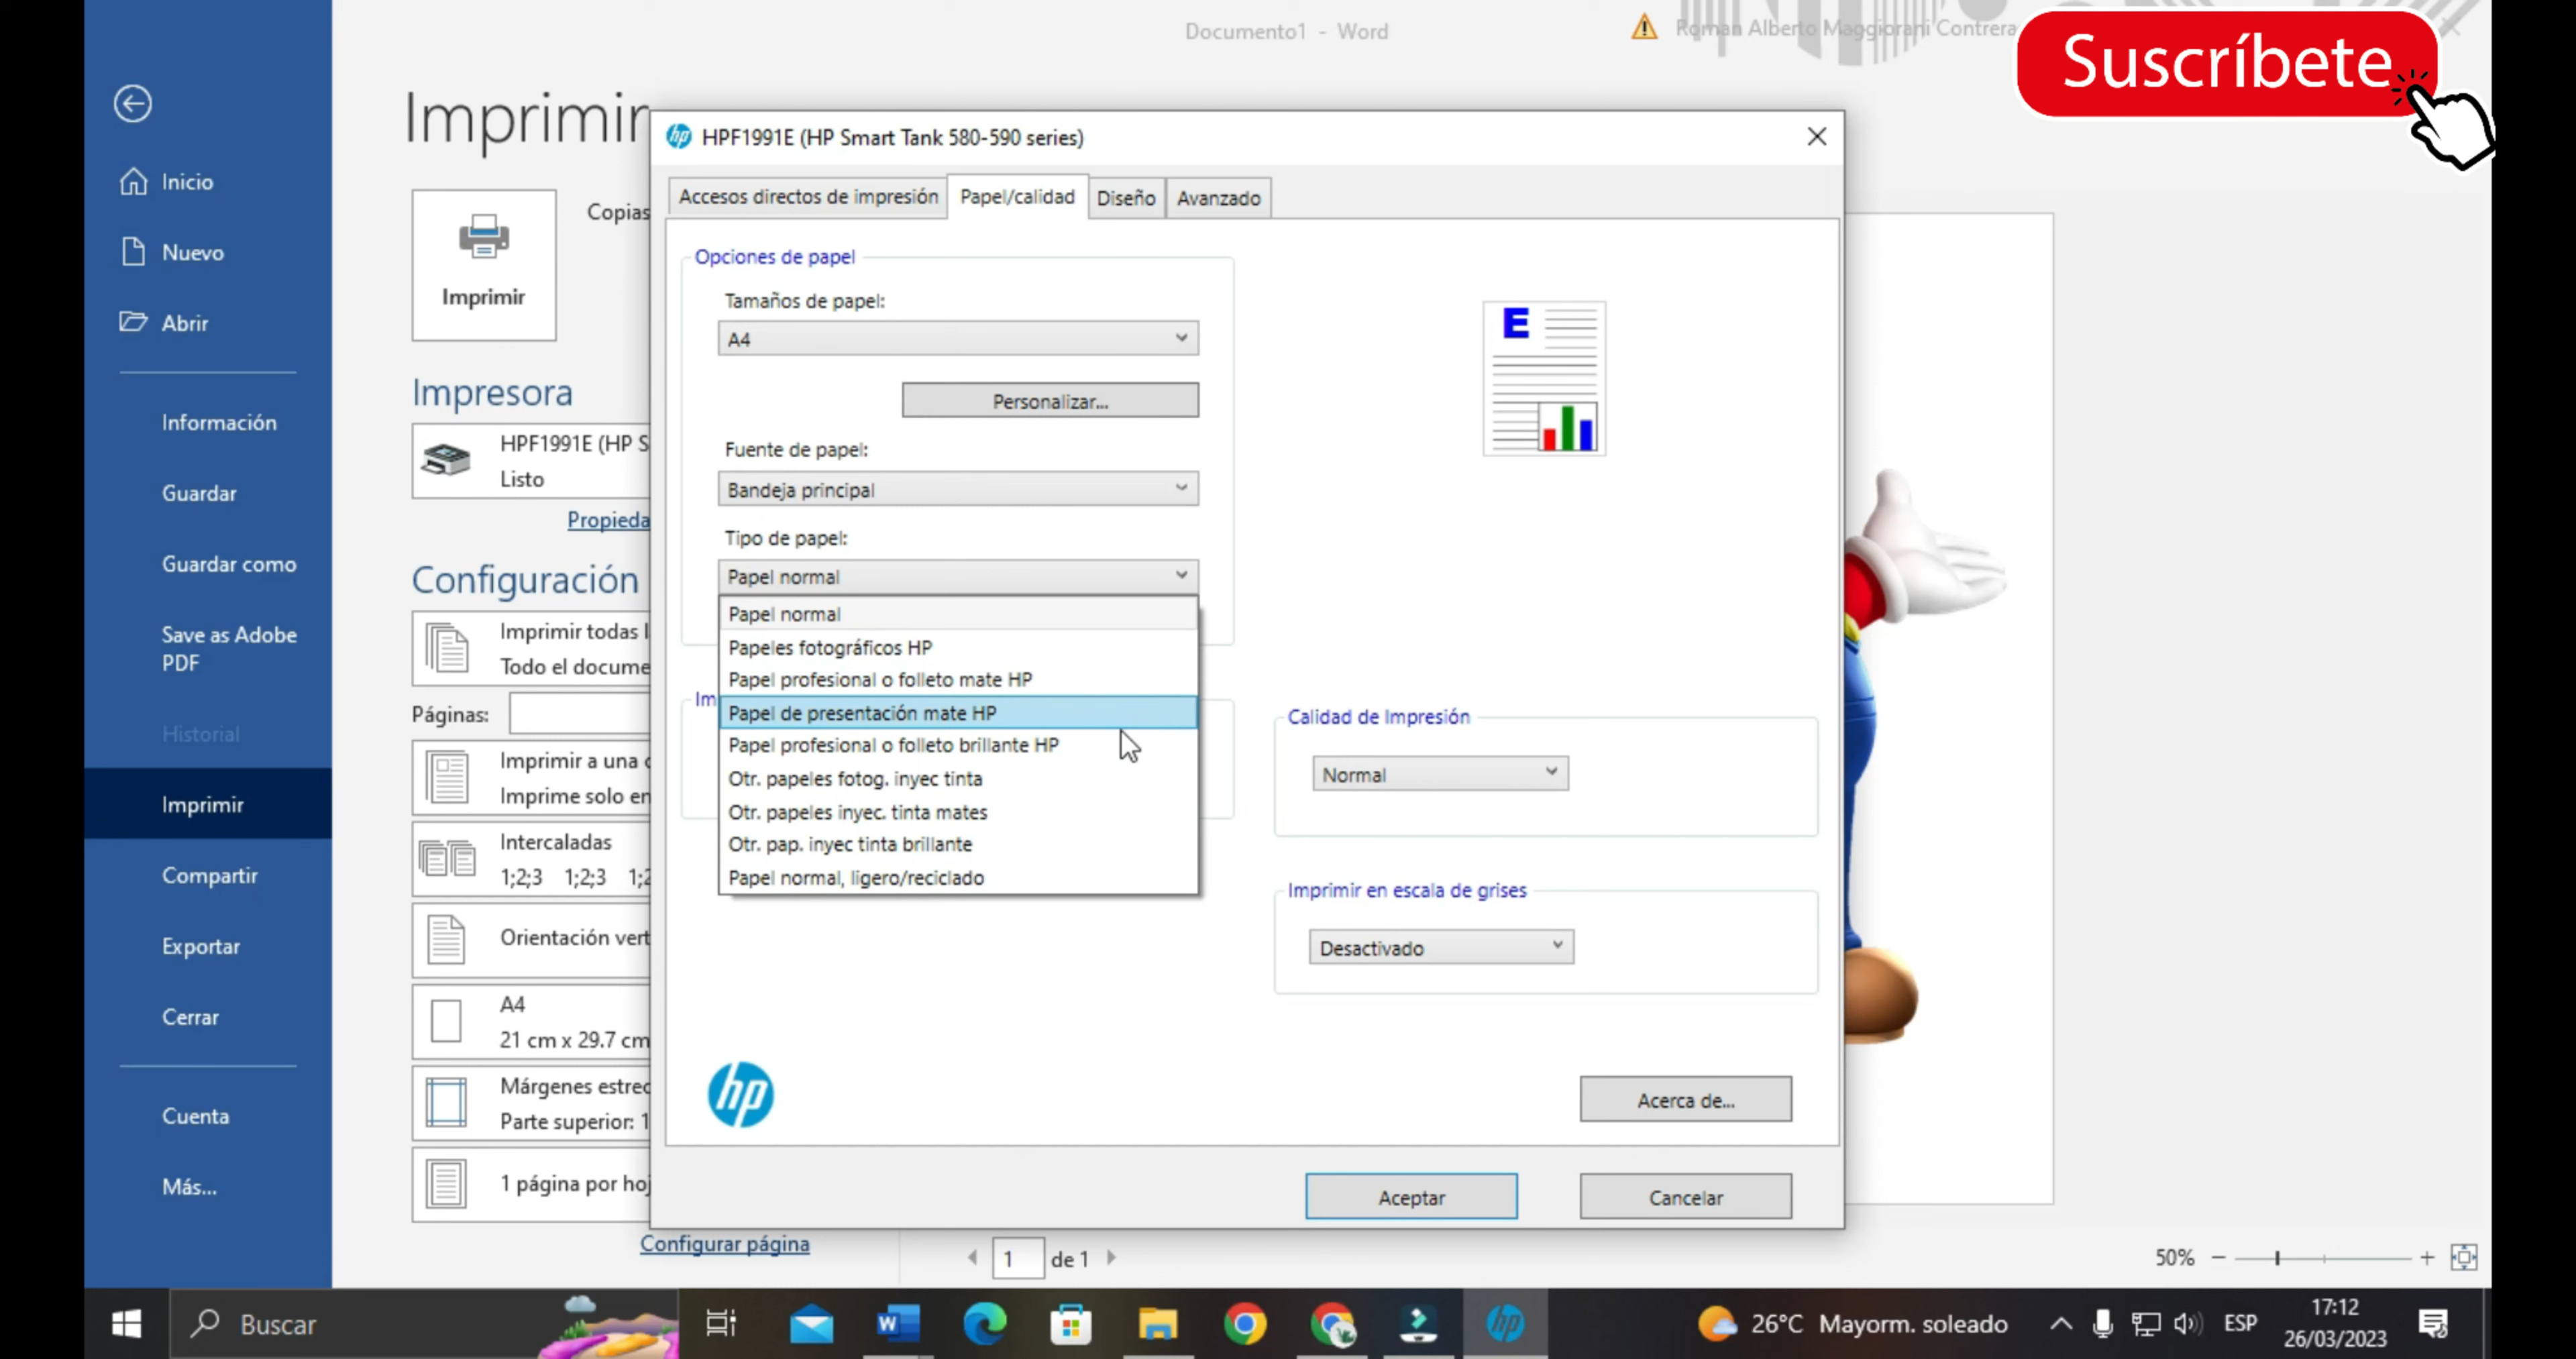 Documento1 - Word
Roman Alberto Maggiorani Contrera
Suscríbete
Imprimir
Inicio
Nuevo
Abrir
Información
Guardar
Guardar como
Save as Adobe
PDF
Historial
Imprimir
Compartir
Exportar
Cerrar
Cuenta
Más...
Imprimir
Copias
Impresora
HPF1991E (HP S
Listo
Propieda
Configuración
Imprimir todas l
Todo el docume
Páginas:
Imprimir a una c
Imprime solo en
Intercaladas
1;2;3 1;2;3 1;2
Orientación vert
A4
21 cm x 29.7 cm
Márgenes estrec
Parte superior: 1
1 página por hoj
Configurar página
hp HPF1991E (HP Smart Tank 580-590 series)
Accesos directos de impresión
Papel/calidad
Diseño
Avanzado
Opciones de papel
Tamaños de papel:
A4
Personalizar...
Fuente de papel:
Bandeja principal
Tipo de papel:
Papel normal
Papel normal
Papeles fotográficos HP
Papel profesional o folleto mate HP
Im
Papel de presentación mate HP
Papel profesional o folleto brillante HP
Otr. papeles fotog. inyec tinta
Otr. papeles inyec. tinta mates
Otr. pap. inyec tinta brillante
Papel normal, ligero/reciclado
E
Calidad de Impresión
Normal
Imprimir en escala de grises
Desactivado
hp
Acerca de...
Aceptar
Cancelar
1 de 1
50%
Buscar
W
hp
26°C Mayorm. soleado
ESP
17:12
26/03/2023